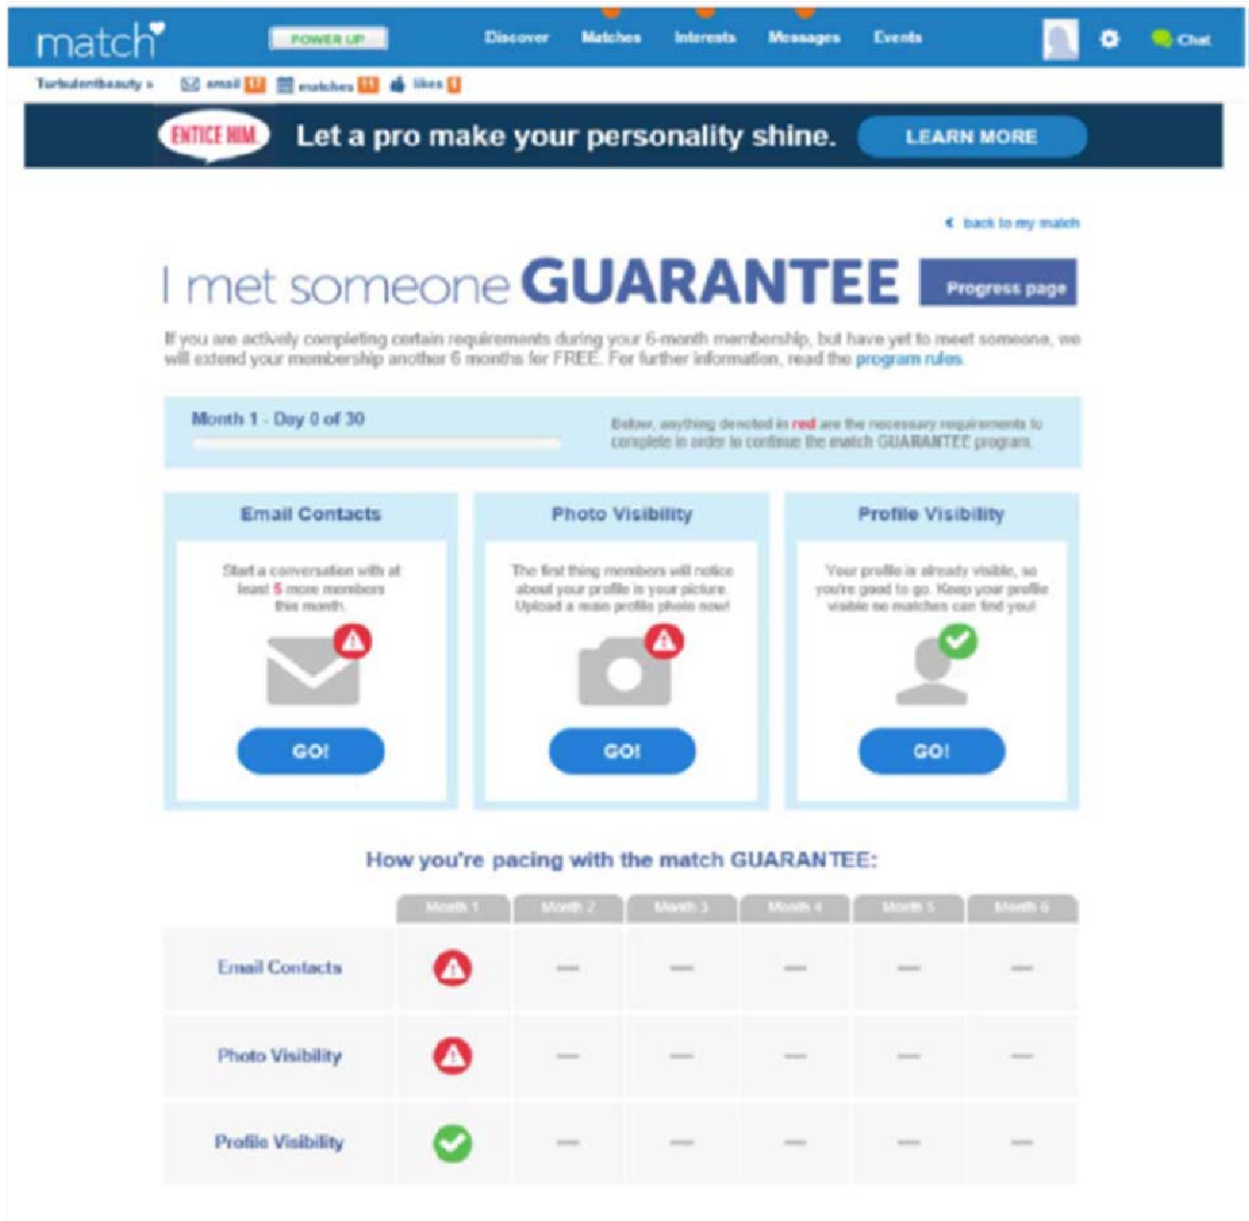 match
POWER UP
Discover Matches Interests Messages Events
Chat
Turbulentbeauty »
email 17 matches 11 likes
ENTICE HIM.
Let a pro make your personality shine.
LEARN MORE
back to my match
I met someone GUARANTEE
Progress page
If you are actively completing certain requirements during your 6-month membership, but have yet to meet someone, we
will extend your membership another 6 months for FREE. For further information, read the program rules.
Month 1 - Day 0 of 30
Below, anything denoted in red are the necessary requirements to
complete in order to continue the match GUARANTEE program.
Email Contacts
Start a conversation with at
least 5 more members
this month.
GO!
Photo Visibility
The first thing members will notice
about your profile is your picture.
Upload a main profile photo now!
GO!
Profile Visibility
Your profile is already visible, so
you're good to go. Keep your profile
visible so matches can find you!
GO!
How you're pacing with the match GUARANTEE:
Month 1 Month 2 Month 3 Month 4 Month 5 Month 6
Email Contacts
Photo Visibility
Profile Visibility